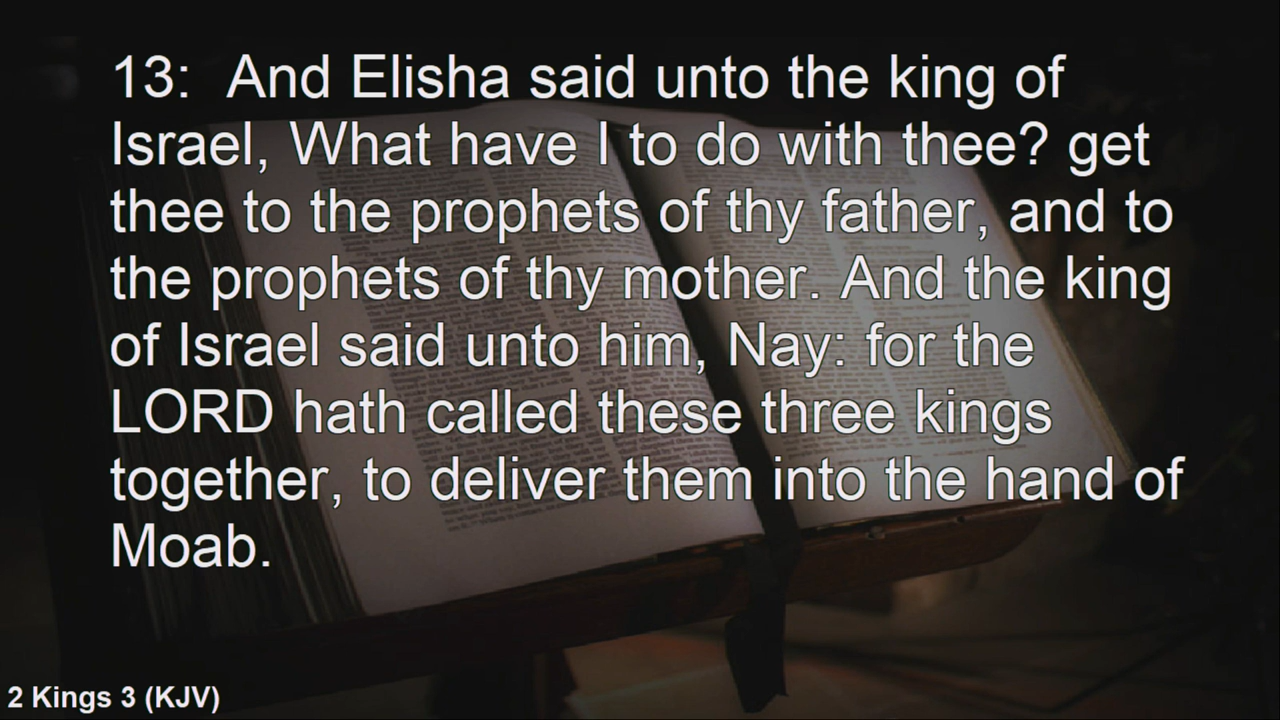 13:  And Elisha said unto the king of
Israel, What have I to do with thee? get
thee to the prophets of thy father, and to
the prophets of thy mother. And the king
of Israel said unto him, Nay: for the
LORD hath called these three kings
together, to deliver them into the hand of
Moab.
2 Kings 3 (KJV)